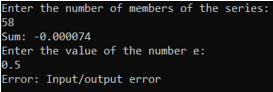 Enter the number of members of the series:
58
Sum: -0.000074
Enter the value of the number e:
0.5
Error: Input/output error